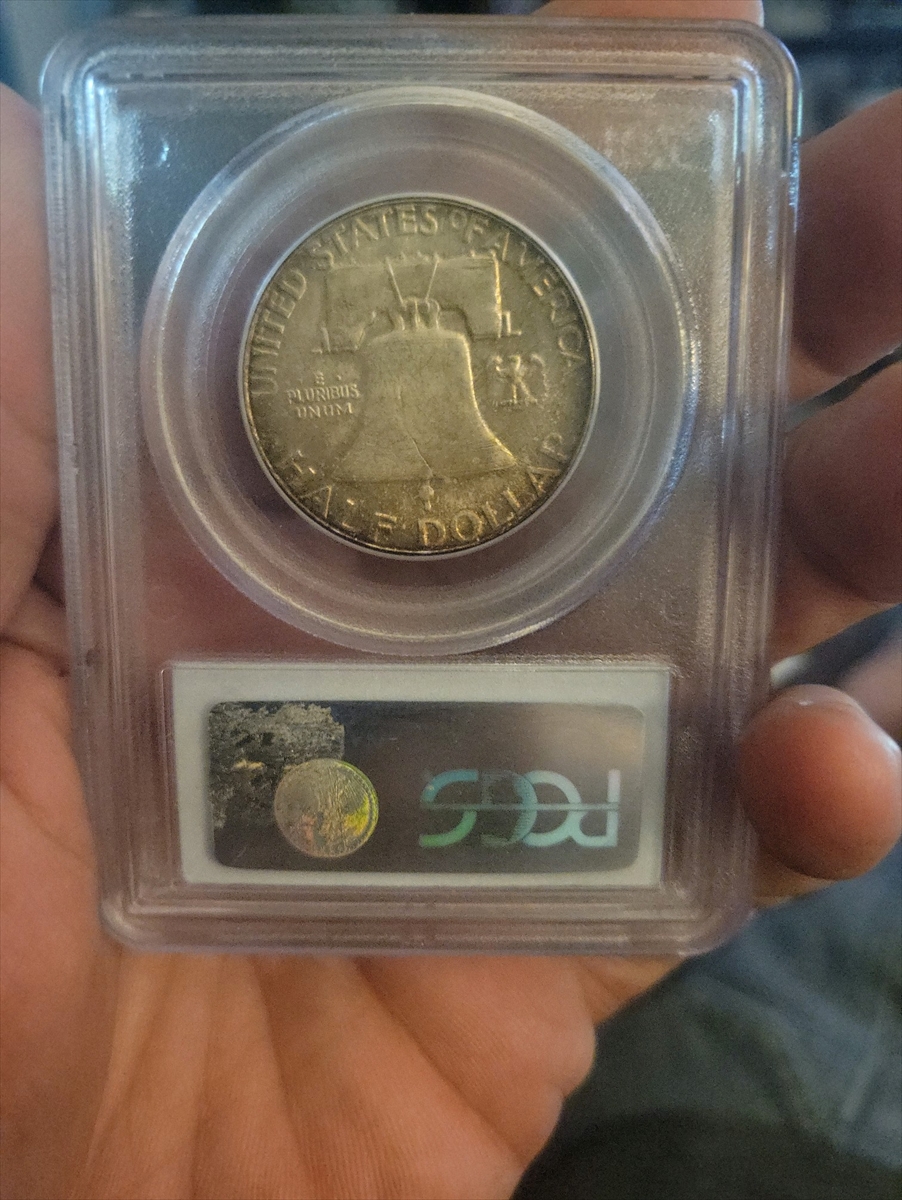 UNITED STATES OF AMERICA
E
PLURIBUS
UNUM
HALF DOLLAR
PCGS